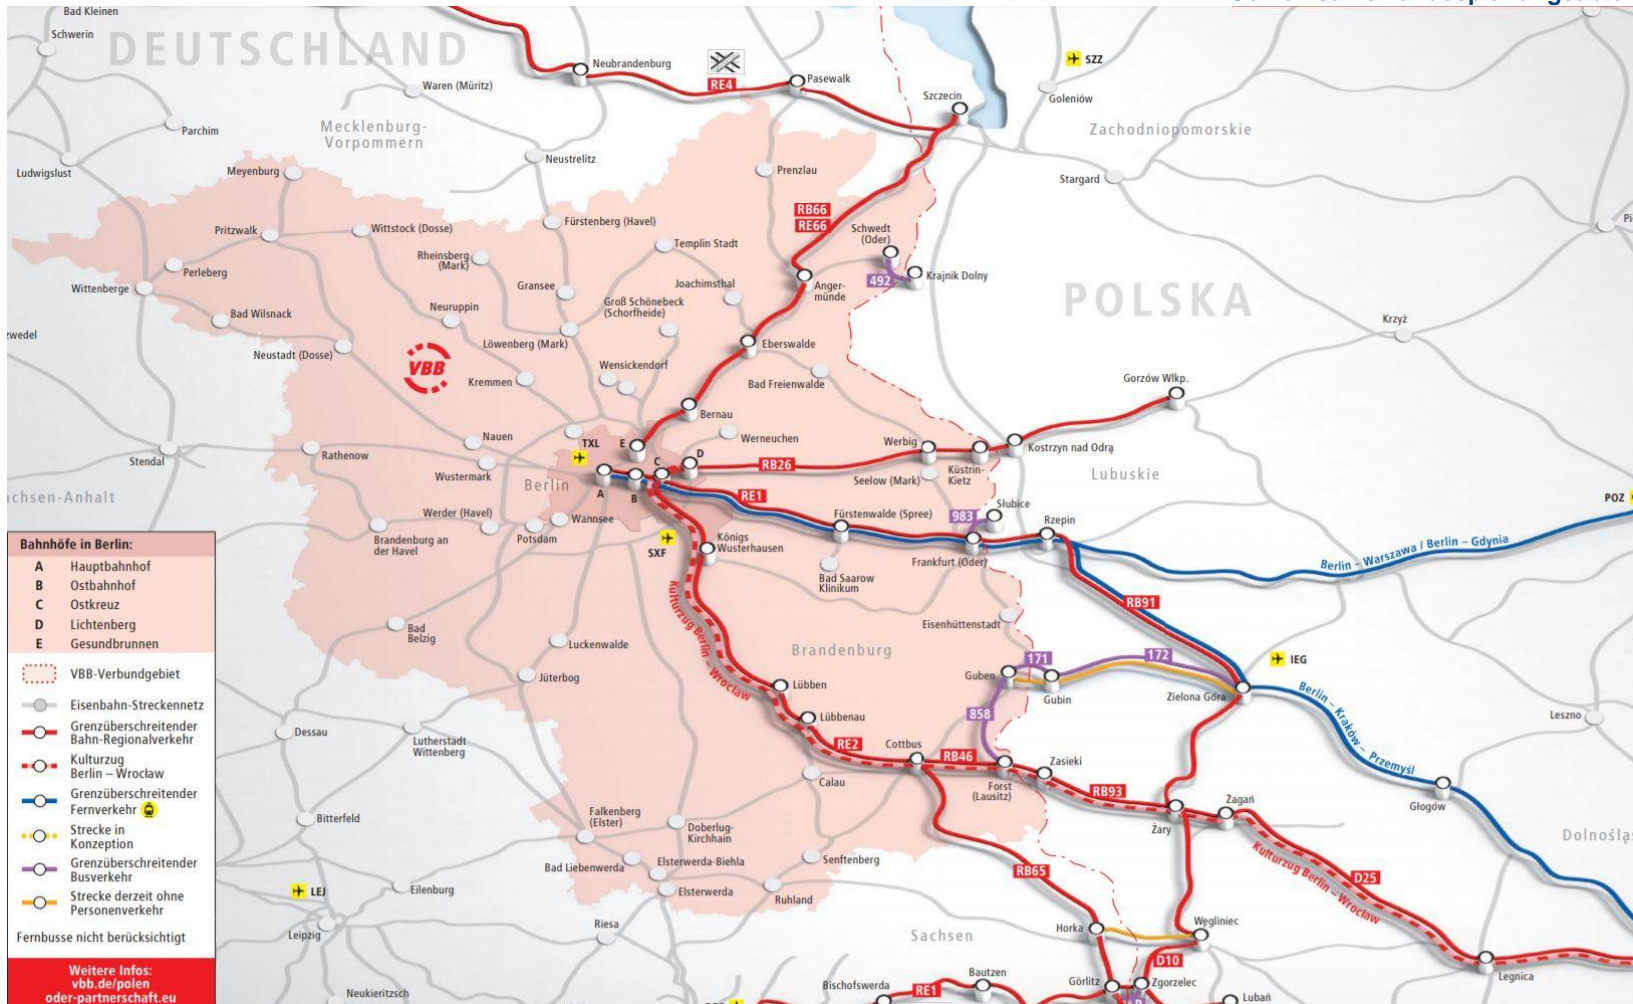 Bad Kleinen
Schwerin
DEUTSCHLAND
Neubrandenburg
RE4
Pasewalk
SZZ
Waren (Müritz)
Szczecin
Goleniów
Parchim
Mecklenburg-
Vorpommern
Zachodniopomorskie
Ludwigslust
Meyenburg
Neustrelitz
Prenzlau
Stargard
RB66
RE66
Pritzwalk
Wittstock (Dosse)
Fürstenberg (Havel)
Schwedt
(Oder)
Templin Stadt
Rheinsberg
(Mark)
Perleberg
492
Krajnik Dolny
Wittenberge
Gransee
Joachimsthal
Anger-
münde
POLSKA
Groß Schönebeck
(Schorfheide)
Neuruppin
Bad Wilsnack
Krzyż
zwedel
Löwenberg (Mark)
Eberswalde
Neustadt (Dosse)
VBB
Wensickendorf
Kremmen
Bad Freienwalde
Gorzów Wlkp.
Bernau
Nauen
TXL
E
Werneuchen
Werbig
Kostrzyn nad Odrą
Stendal
Rathenow
C
D
RB26
Küstrin-
Kietz
Wustermark
Berlin
A
B
Seelow (Mark)
Lubuskie
achsen-Anhalt
RE1
POZ
Werder (Havel)
Wannsee
Fürstenwalde (Spree)
983
Słubice
Rzepin
Brandenburg an
der Havel
Potsdam
SXF
Königs
Wusterhausen
Frankfurt (Oder)
Berlin – Warszawa / Berlin – Gdynia
Bad Saarow
Klinikum
RB91
Kulturzug Berlin – Wrocław
Bad
Belzig
Eisenhüttenstadt
Luckenwalde
Brandenburg
171
172
IEG
Jüterbog
Lübben
Guben
Gubin
Zielona Góra
Berlin – Kraków – Przemyśl
858
Lübbenau
Leszno
Dessau
Lutherstadt
Wittenberg
RE2
Cottbus
RB46
Zasieki
Calau
Forst
(Lausitz)
RB93
Żary
Żagań
Głogów
Falkenberg
(Elster)
Bitterfeld
Doberlug-
Kirchhain
Dolnoślą
Bad Liebenwerda
Elsterwerda-Biehla
Senftenberg
Kulturzug Berlin – Wrocław
D25
RB65
LEJ
Eilenburg
Elsterwerda
Ruhland
Leipzig
Riesa
Sachsen
Horka
Węgliniec
D10
Legnica
Bautzen
Görlitz
Zgorzelec
Bischofswerda
RE1
Neukieritzsch
Lubań
Bahnhöfe in Berlin:
A Hauptbahnhof
B Ostbahnhof
C Ostkreuz
D Lichtenberg
E Gesundbrunnen
VBB-Verbundgebiet
Eisenbahn-Streckennetz
Grenzüberschreitender
Bahn-Regionalverkehr
Kulturzug
Berlin – Wrocław
Grenzüberschreitender
Fernverkehr
Strecke in
Konzeption
Grenzüberschreitender
Busverkehr
Strecke derzeit ohne
Personenverkehr
Fernbusse nicht berücksichtigt
Weitere Infos:
vbb.de/polen
oder-partnerschaft.eu